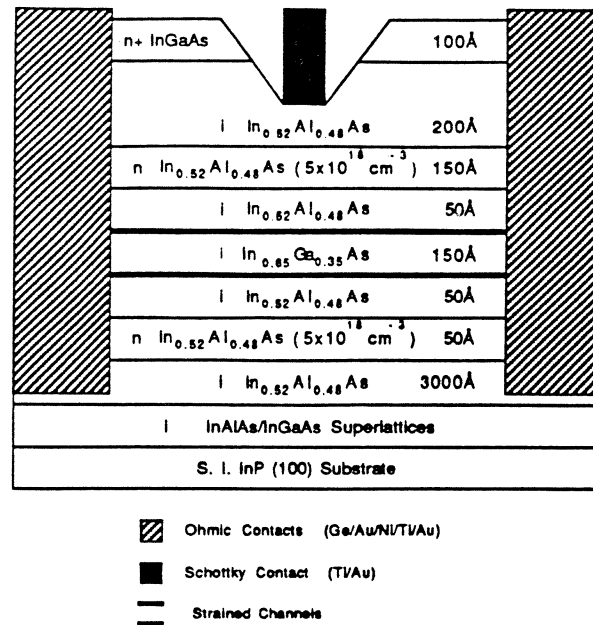 n+ InGaAs 100Å
i In0.52Al0.48As 200Å
n In0.52Al0.48As (5x10^18 cm^-3) 150Å
i In0.52Al0.48As 50Å
i In0.65Ga0.35As 150Å
i In0.52Al0.48As 50Å
n In0.52Al0.48As (5x10^18 cm^-3) 50Å
i In0.52Al0.48As 3000Å
i InAlAs/InGaAs Superlattices
S. I. InP (100) Substrate
Ohmic Contacts (Ge/Au/Ni/Ti/Au)
Schottky Contact (Ti/Au)
Strained Channels